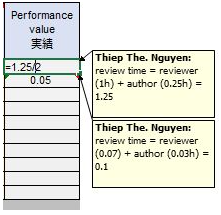 Performance
value
実績
=1.25/2
0.05
Thiep The. Nguyen:
review time = reviewer
(1h) + author (0.25h) =
1.25
Thiep The. Nguyen:
review time = reviewer
(0.07) + author (0.03h) =
0.1